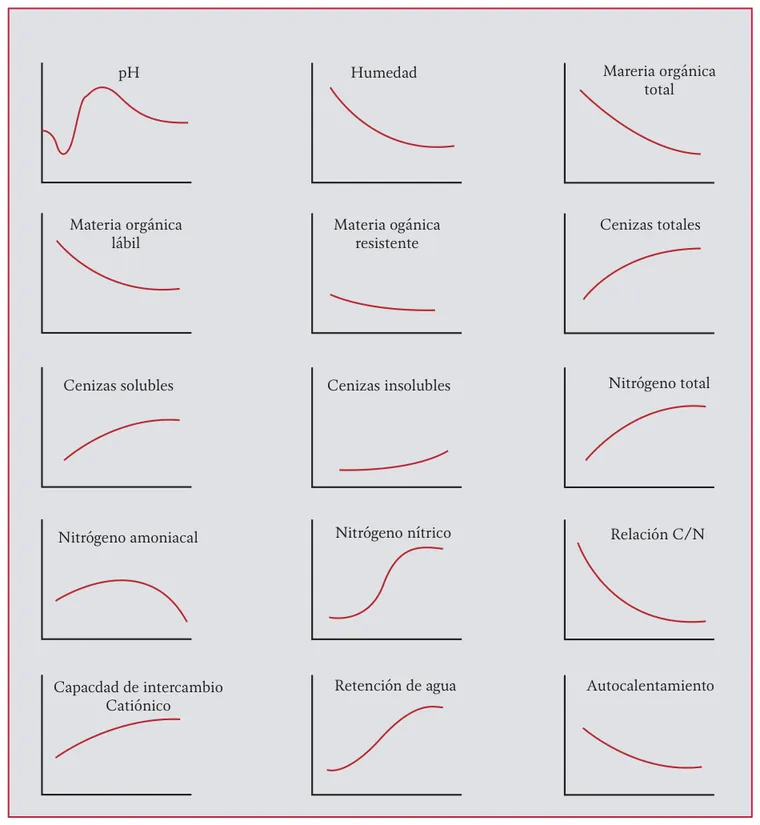 pH
Humedad
Mareria orgánica
total
Materia orgánica
lábil
Materia ogánica
resistente
Cenizas totales
Cenizas solubles
Cenizas insolubles
Nitrógeno total
Nitrógeno amoniacal
Nitrógeno nítrico
Relación C/N
Capacdad de intercambio
Catiónico
Retención de agua
Autocalentamiento